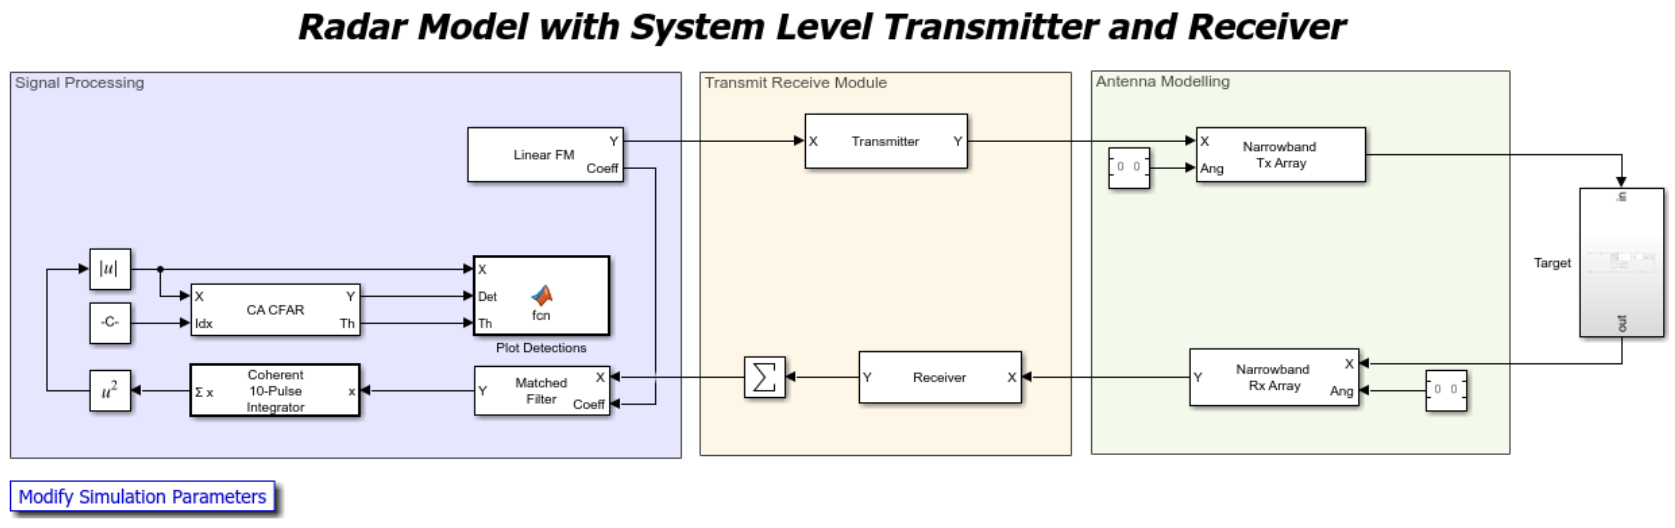 Radar Model with System Level Transmitter and Receiver
Signal Processing
Linear FM
Y
Coeff
|u|
-C-
X
Idx
CA CFAR
Y
Th
X
Det
Th
fcn
Plot Detections
u²
Σ x
Coherent
10-Pulse
Integrator
x
Y
Matched
Filter
X
Coeff
Transmit Receive Module
X
Transmitter
Y
∑
Y
Receiver
X
Antenna Modelling
0 0
X
Ang
Narrowband
Tx Array
Y
Narrowband
Rx Array
X
Ang
0 0
Target
in
out
Modify Simulation Parameters